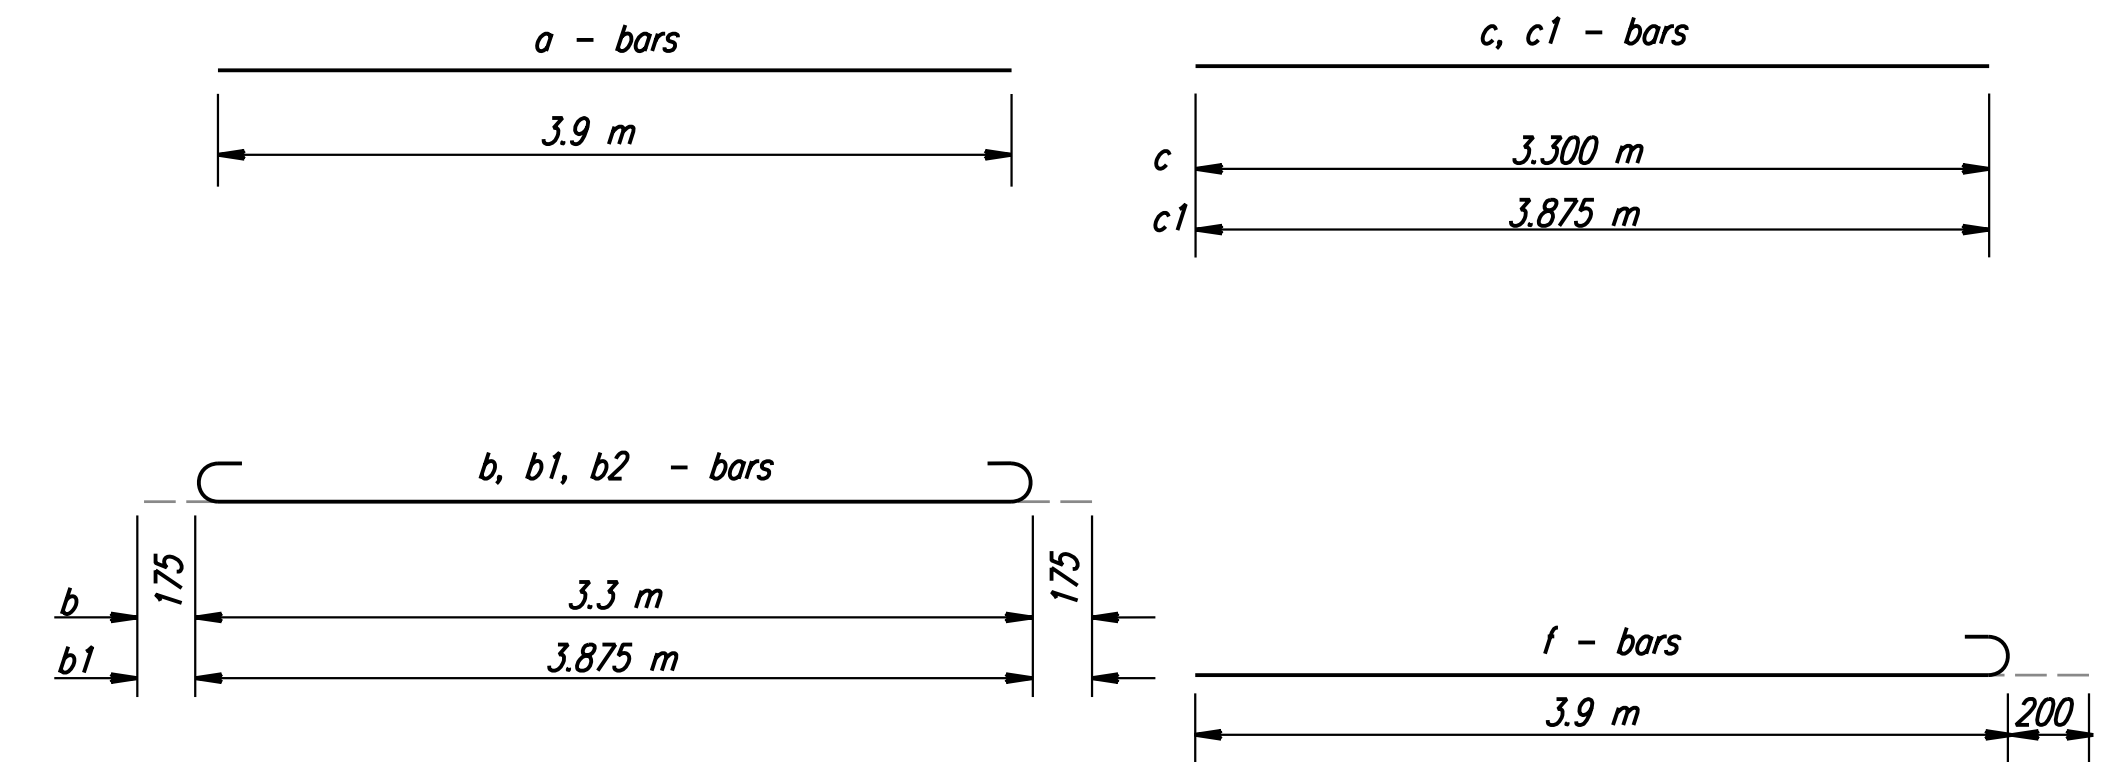 a - bars
3.9 m
c, c1 - bars
c
3.300 m
c1
3.875 m
b, b1, b2 - bars
175
175
b
3.3 m
b1
3.875 m
f - bars
3.9 m
200